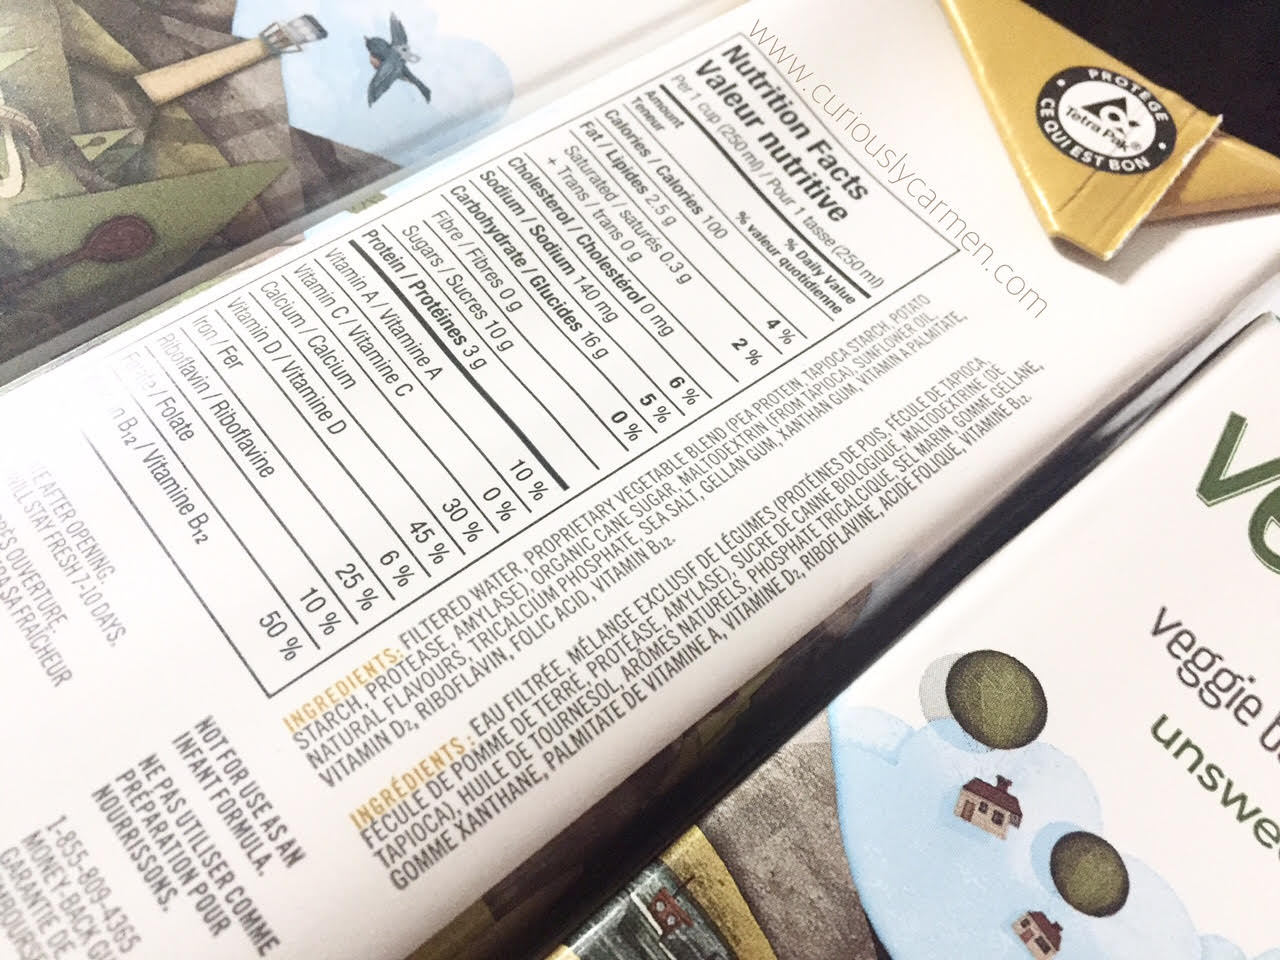 www.curiouslycarmen.com
PROTÈGE
Tetra Pak®
CE QUI EST BON
Nutrition Facts
Valeur nutritive
Per 1 cup (250 ml) / Pour 1 tasse (250 ml)
Amount % Daily Value
Teneur % valeur quotidienne
Calories / Calories 100
Fat / Lipides 2.5 g 4 %
Saturated / saturés 0.3 g 2 %
+ Trans / trans 0 g
Cholesterol / Cholestérol 0 mg
Sodium / Sodium 140 mg 6 %
Carbohydrate / Glucides 16 g 5 %
Fibre / Fibres 0 g 0 %
Sugars / Sucres 10 g
Protein / Protéines 3 g
Vitamin A / Vitamine A 10 %
Vitamin C / Vitamine C 0 %
Calcium / Calcium 30 %
Vitamin D / Vitamine D 45 %
Iron / Fer 6 %
Riboflavin / Riboflavine 25 %
Folate / Folate 10 %
B₁₂ / Vitamine B₁₂ 50 %
INGREDIENTS: FILTERED WATER, PROPRIETARY VEGETABLE BLEND (PEA PROTEIN, TAPIOCA STARCH, POTATO
STARCH, PROTEASE, AMYLASE), ORGANIC CANE SUGAR, MALTODEXTRIN (FROM TAPIOCA), SUNFLOWER OIL,
NATURAL FLAVOURS, TRICALCIUM PHOSPHATE, SEA SALT, GELLAN GUM, XANTHAN GUM, VITAMIN A PALMITATE,
VITAMIN D₂, RIBOFLAVIN, FOLIC ACID, VITAMIN B₁₂.
INGRÉDIENTS : EAU FILTRÉE, MÉLANGE EXCLUSIF DE LÉGUMES (PROTÉINES DE POIS, FÉCULE DE TAPIOCA,
FÉCULE DE POMME DE TERRE, PROTÉASE, AMYLASE), SUCRE DE CANNE BIOLOGIQUE, MALTODEXTRINE (DE
TAPIOCA), HUILE DE TOURNESOL, ARÔMES NATURELS, PHOSPHATE TRICALCIQUE, SEL MARIN, GOMME GELLANE,
GOMME XANTHANE, PALMITATE DE VITAMINE A, VITAMINE D₂, RIBOFLAVINE, ACIDE FOLIQUE, VITAMINE B₁₂.
AFTER OPENING.
WILL STAY FRESH 7-10 DAYS.
OUVERTURE.
SA FRAÎCHEUR
NOT FOR USE AS AN
INFANT FORMULA.
NE PAS UTILISER COMME
PRÉPARATION POUR
NOURRISSONS.
1-855-809-4365
MONEY-BACK
GARANTIE DE
veggie